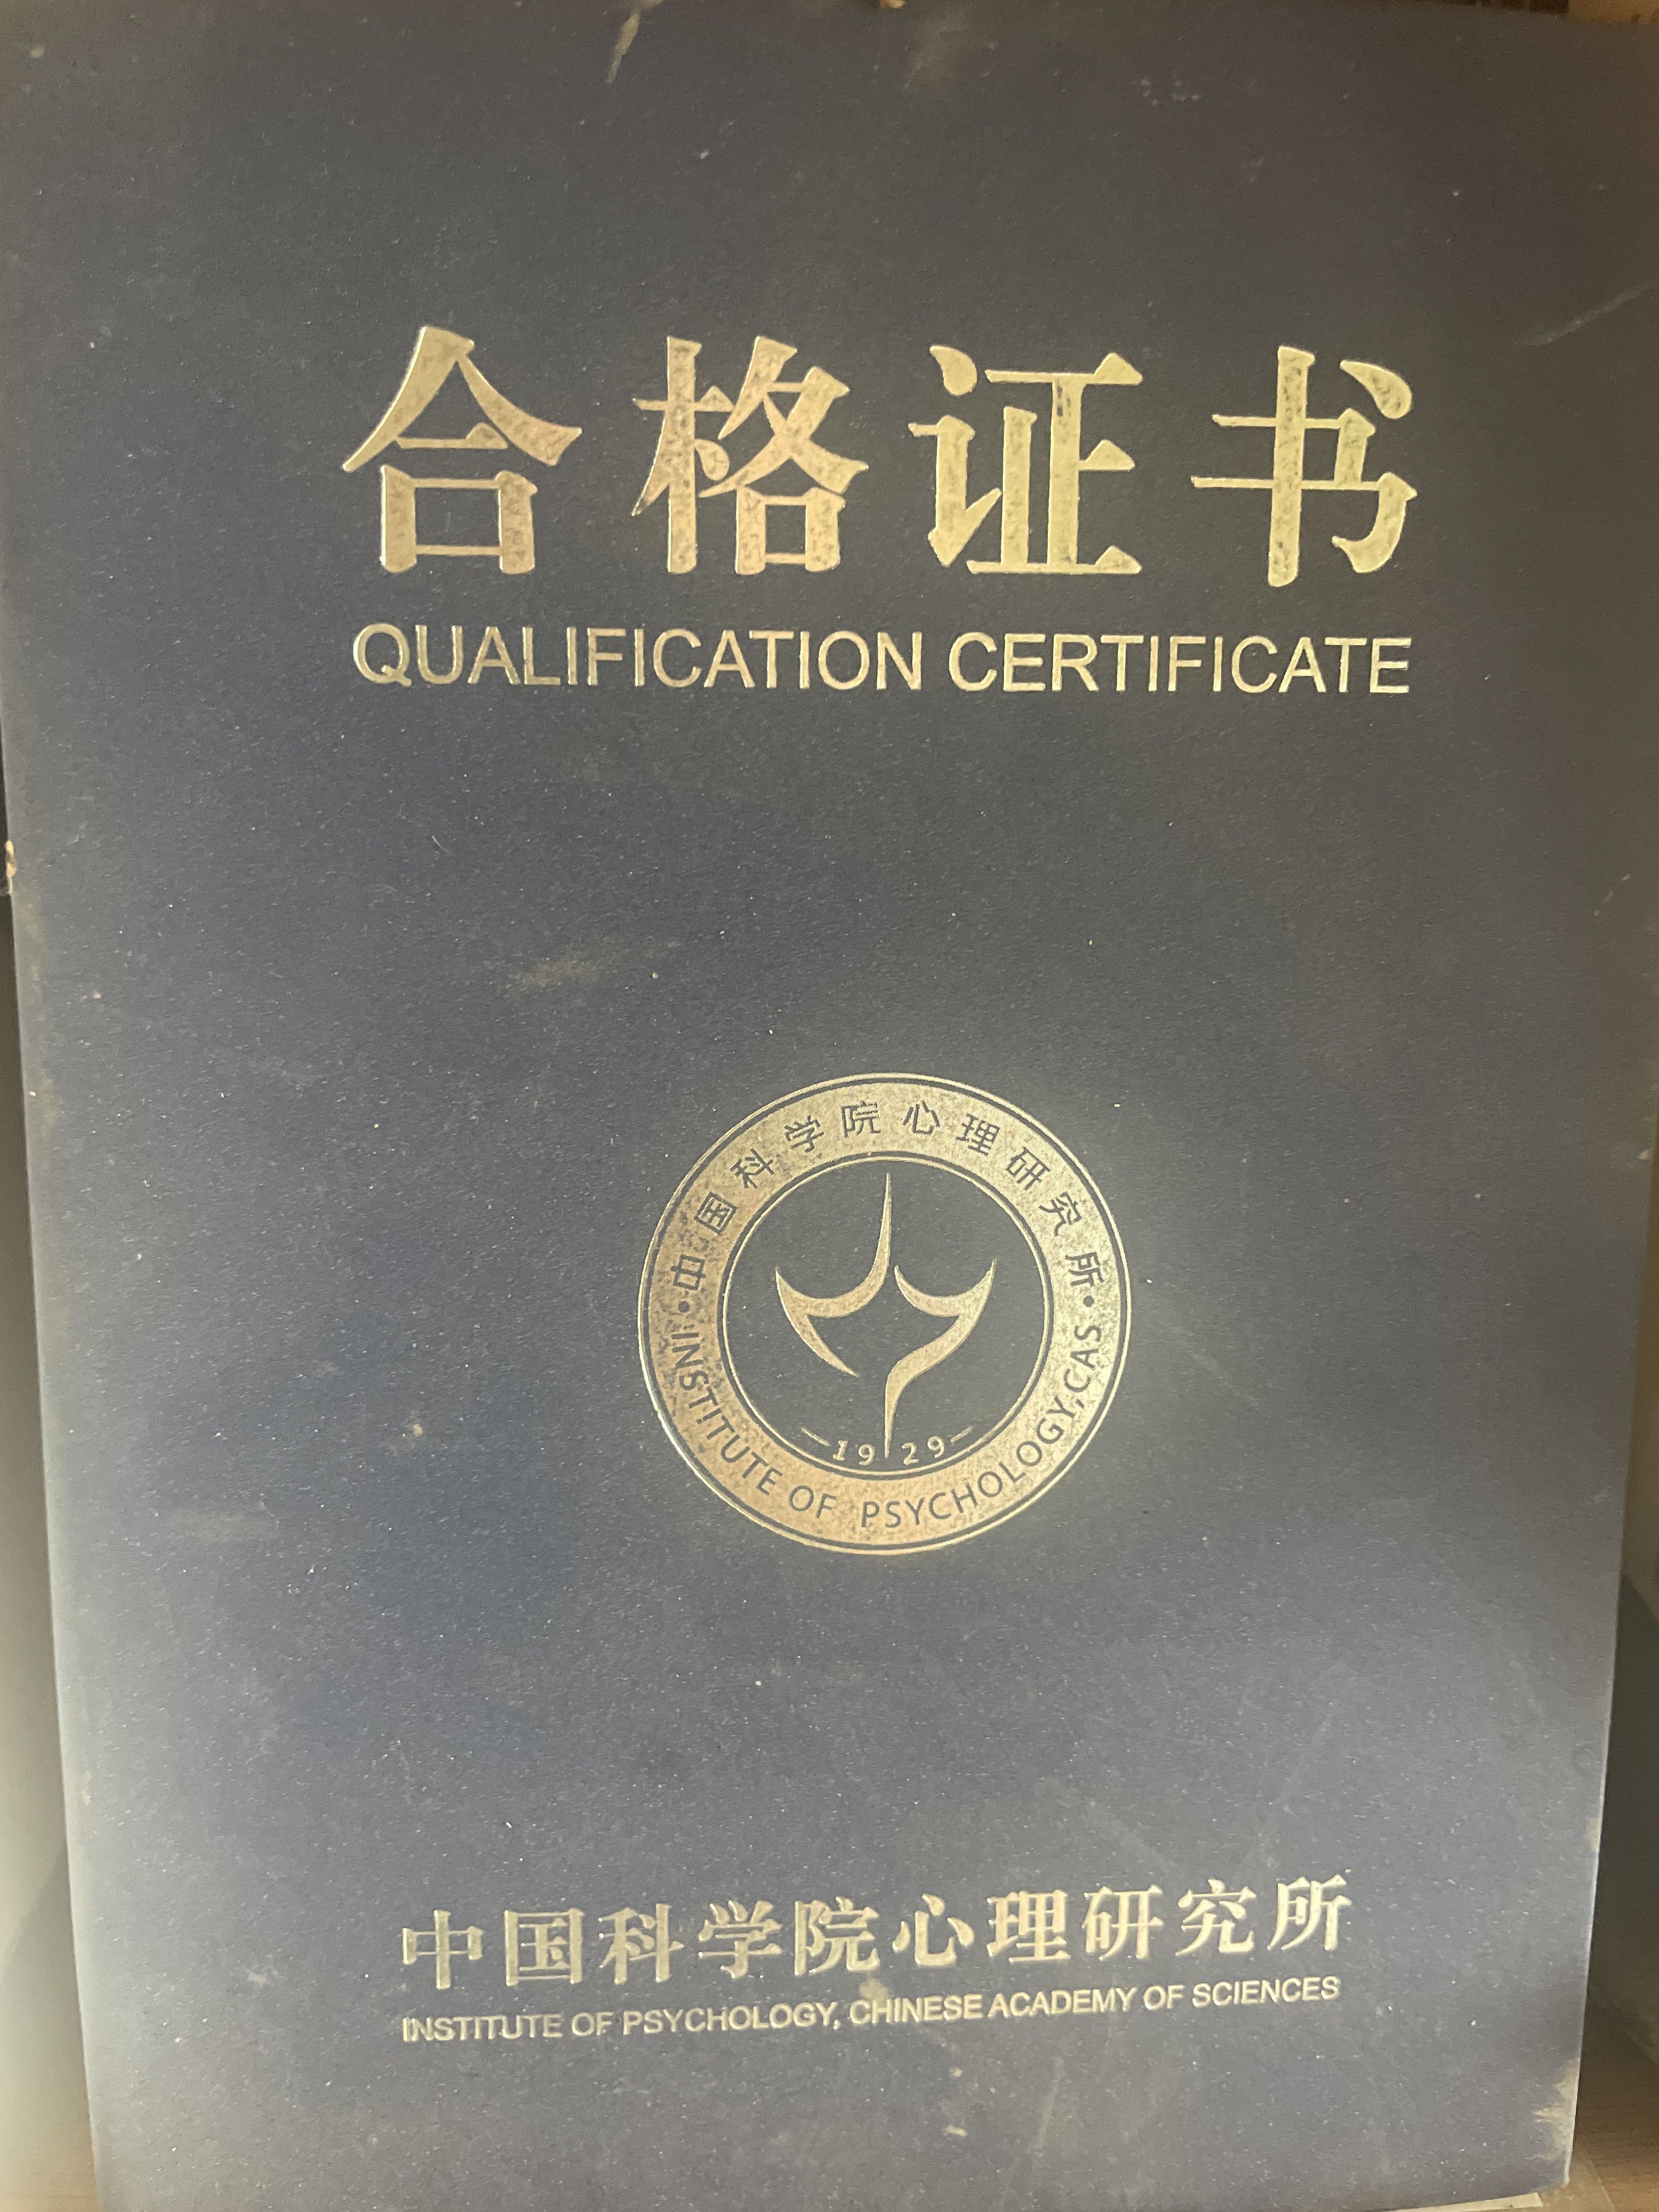 合格证书
QUALIFICATION CERTIFICATE
·中国科学院心理研究所·
INSTITUTE OF PSYCHOLOGY,CAS
1929
中国科学院心理研究所
INSTITUTE OF PSYCHOLOGY, CHINESE ACADEMY OF SCIENCES